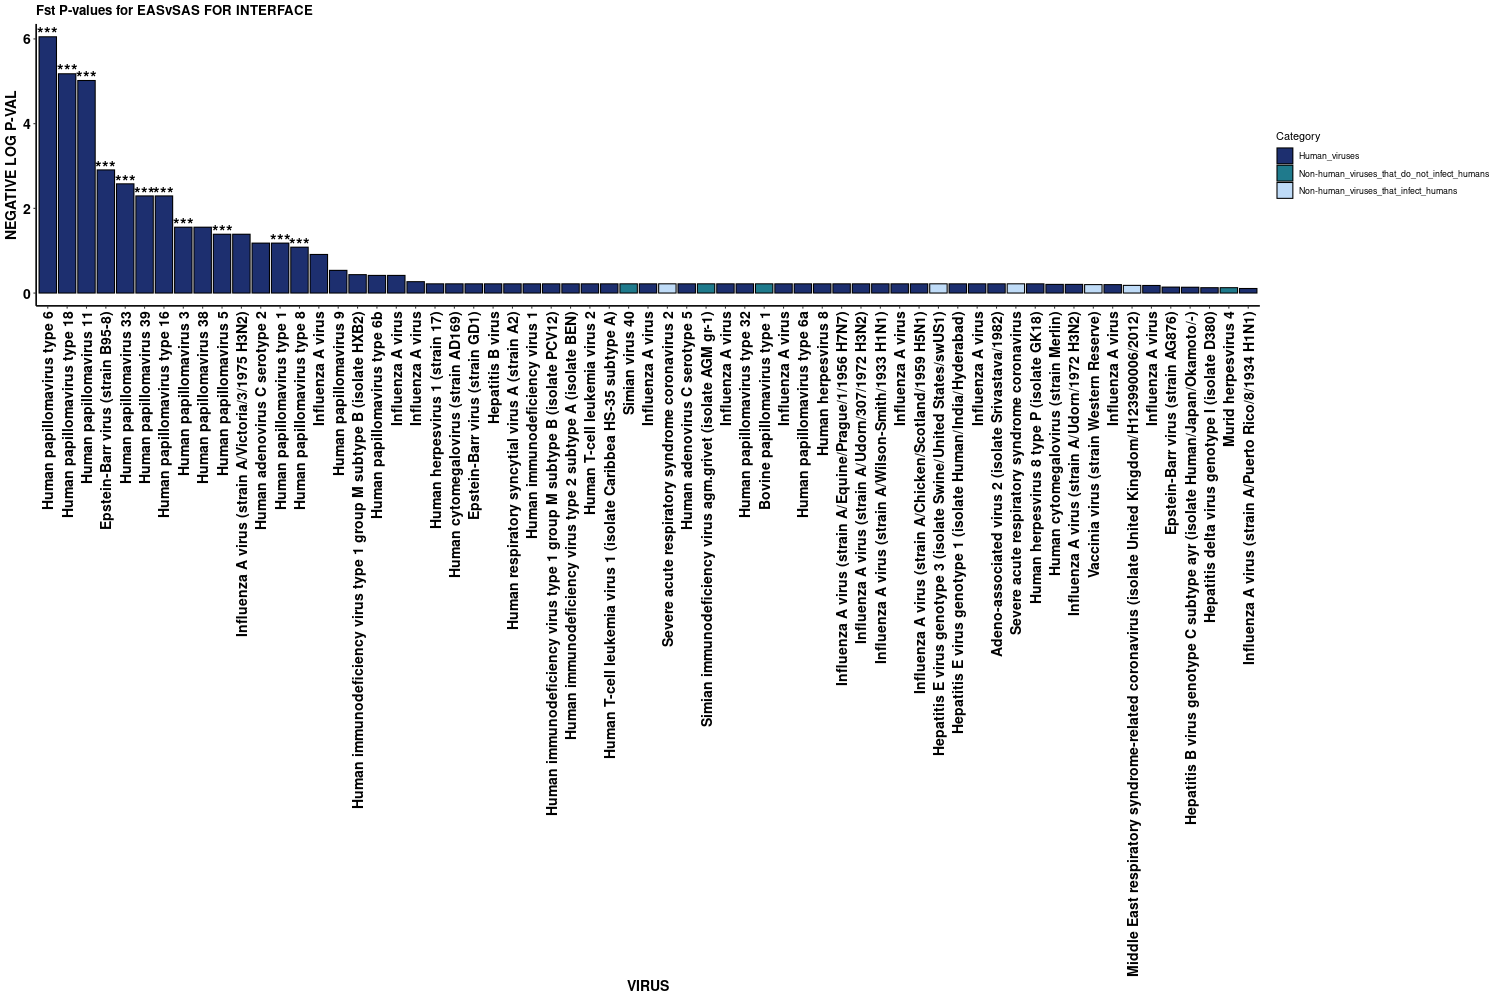 Fst P-values for EASvSAS FOR INTERFACE
NEGATIVE LOG P-VAL
6
4
2
0
***
***
***
***
***
***
***
***
***
***
***
Human papillomavirus type 6
Human papillomavirus type 18
Human papillomavirus 11
Epstein-Barr virus (strain B95-8)
Human papillomavirus 33
Human papillomavirus 39
Human papillomavirus type 16
Human papillomavirus 3
Human papillomavirus 38
Human papillomavirus 5
Influenza A virus (strain A/Victoria/3/1975 H3N2)
Human adenovirus C serotype 2
Human papillomavirus type 1
Human papillomavirus type 8
Influenza A virus
Human papillomavirus 9
Human immunodeficiency virus type 1 group M subtype B (isolate HXB2)
Human papillomavirus type 6b
Influenza A virus
Influenza A virus
Human herpesvirus 1 (strain 17)
Human cytomegalovirus (strain AD169)
Epstein-Barr virus (strain GD1)
Hepatitis B virus
Human respiratory syncytial virus A (strain A2)
Human immunodeficiency virus 1
Human immunodeficiency virus type 1 group M subtype B (isolate PCV12)
Human immunodeficiency virus type 2 subtype A (isolate BEN)
Human T-cell leukemia virus 2
Human T-cell leukemia virus 1 (isolate Caribbea HS-35 subtype A)
Simian virus 40
Influenza A virus
Severe acute respiratory syndrome coronavirus 2
Human adenovirus C serotype 5
Simian immunodeficiency virus agm.grivet (isolate AGM gr-1)
Influenza A virus
Human papillomavirus type 32
Bovine papillomavirus type 1
Influenza A virus
Human papillomavirus type 6a
Human herpesvirus 8
Influenza A virus (strain A/Equine/Prague/1/1956 H7N7)
Influenza A virus (strain A/Udorn/307/1972 H3N2)
Influenza A virus (strain A/Wilson-Smith/1933 H1N1)
Influenza A virus
Influenza A virus (strain A/Chicken/Scotland/1959 H5N1)
Hepatitis E virus genotype 3 (isolate Swine/United States/swUS1)
Hepatitis E virus genotype 1 (isolate Human/India/Hyderabad)
Influenza A virus
Adeno-associated virus 2 (isolate Srivastava/1982)
Severe acute respiratory syndrome coronavirus
Human herpesvirus 8 type P (isolate GK18)
Human cytomegalovirus (strain Merlin)
Influenza A virus (strain A/Udorn/1972 H3N2)
Vaccinia virus (strain Western Reserve)
Influenza A virus
Middle East respiratory syndrome-related coronavirus (isolate United Kingdom/H123990006/2012)
Influenza A virus
Epstein-Barr virus (strain AG876)
Hepatitis B virus genotype C subtype ayr (isolate Human/Japan/Okamoto/-)
Hepatitis delta virus genotype I (isolate D380)
Murid herpesvirus 4
Influenza A virus (strain A/Puerto Rico/8/1934 H1N1)
VIRUS
Category
Human_viruses
Non-human_viruses_that_do_not_infect_humans
Non-human_viruses_that_infect_humans